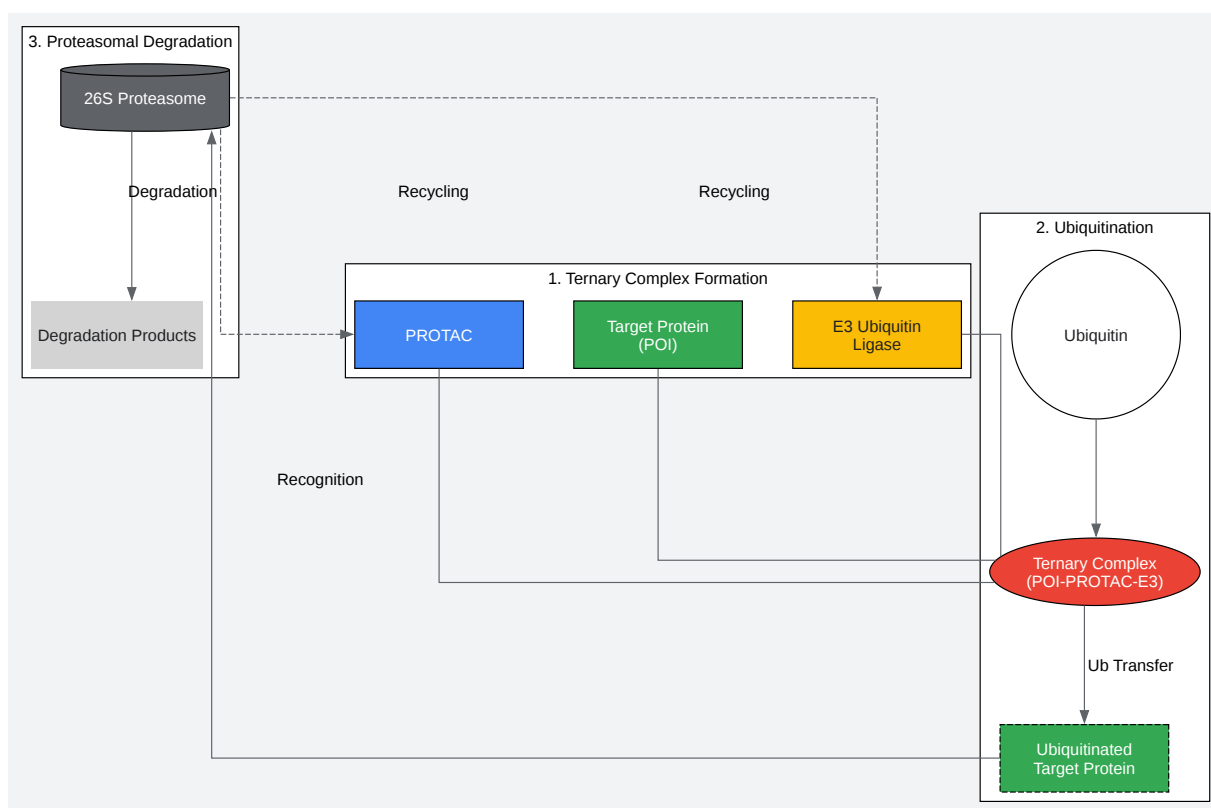 3. Proteasomal Degradation
26S Proteasome
Degradation
Recycling
Recycling
2. Ubiquitination
1. Ternary Complex Formation
Degradation Products
PROTAC
Target Protein
(POI)
E3 Ubiquitin
Ligase
Ubiquitin
Recognition
Ternary Complex
(POI-PROTAC-E3)
Ub Transfer
Ubiquitinated
Target Protein